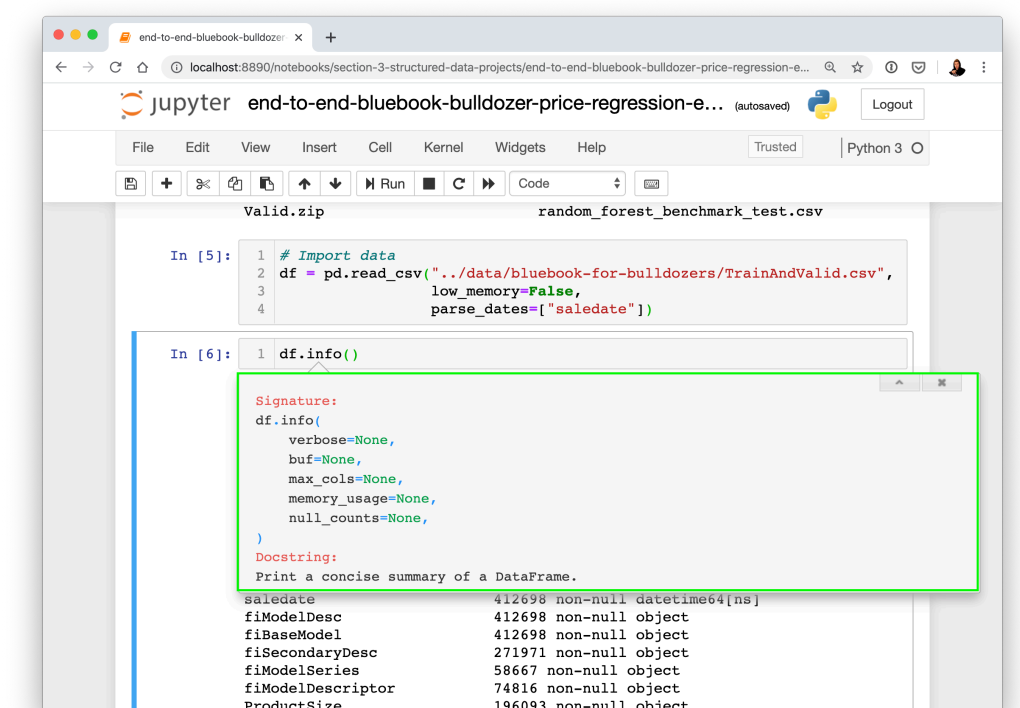 end-to-end-bluebook-bulldozer-
localhost:8890/notebooks/section-3-structured-data-projects/end-to-end-bluebook-bulldozer-price-regression-e...
jupyter end-to-end-bluebook-bulldozer-price-regression-e... (autosaved) Logout
File Edit View Insert Cell Kernel Widgets Help Trusted Python 3
Run Code
Valid.zip random_forest_benchmark_test.csv
In [5]: 1 # Import data
2 df = pd.read_csv("../data/bluebook-for-bulldozers/TrainAndValid.csv",
3 low_memory=False,
4 parse_dates=["saledate"])
In [6]: 1 df.info()
Signature:
df.info(
verbose=None,
buf=None,
max_cols=None,
memory_usage=None,
null_counts=None,
)
Docstring:
Print a concise summary of a DataFrame.
saledate 412698 non-null datetime64[ns]
fiModelDesc 412698 non-null object
fiBaseModel 412698 non-null object
fiSecondaryDesc 271971 non-null object
fiModelSeries 58667 non-null object
fiModelDescriptor 74816 non-null object
ProductSize 196093 non-null object